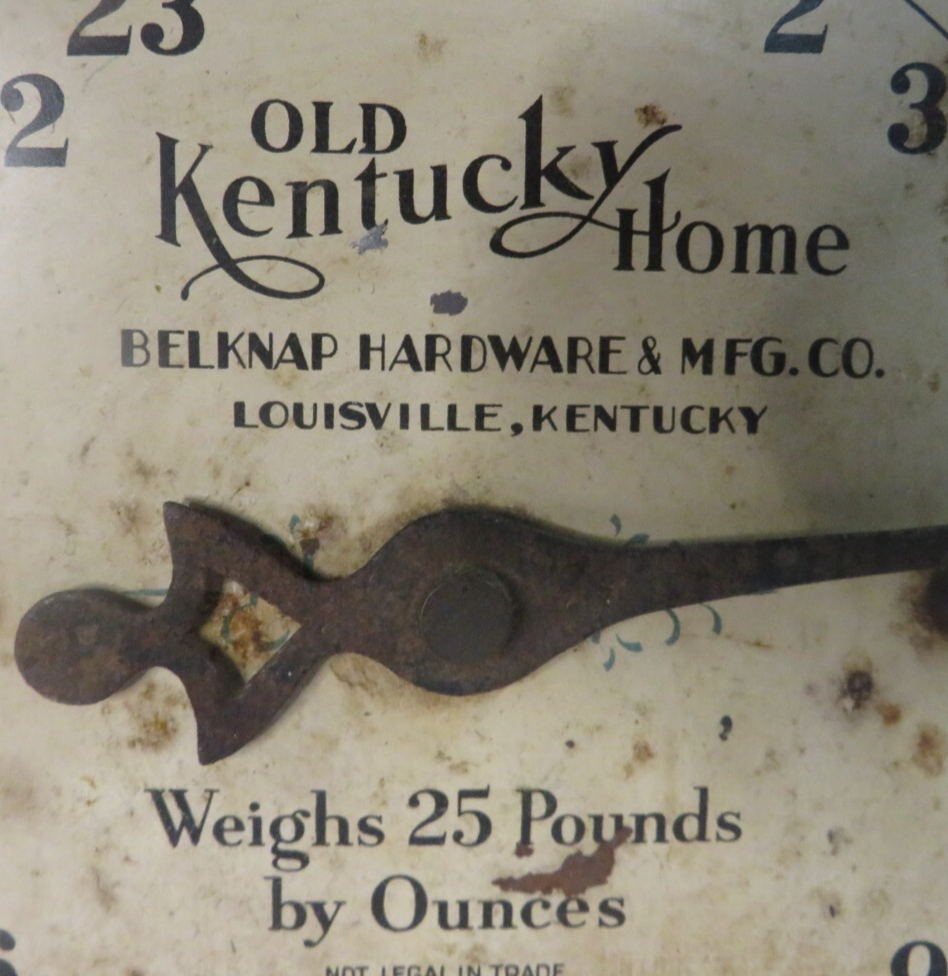 23
2
2
3
OLD
Kentucky
Home
BELKNAP HARDWARE & MFG. CO.
LOUISVILLE, KENTUCKY
Weighs 25 Pounds
by Ounces
9
NOT LEGAL IN TRADE